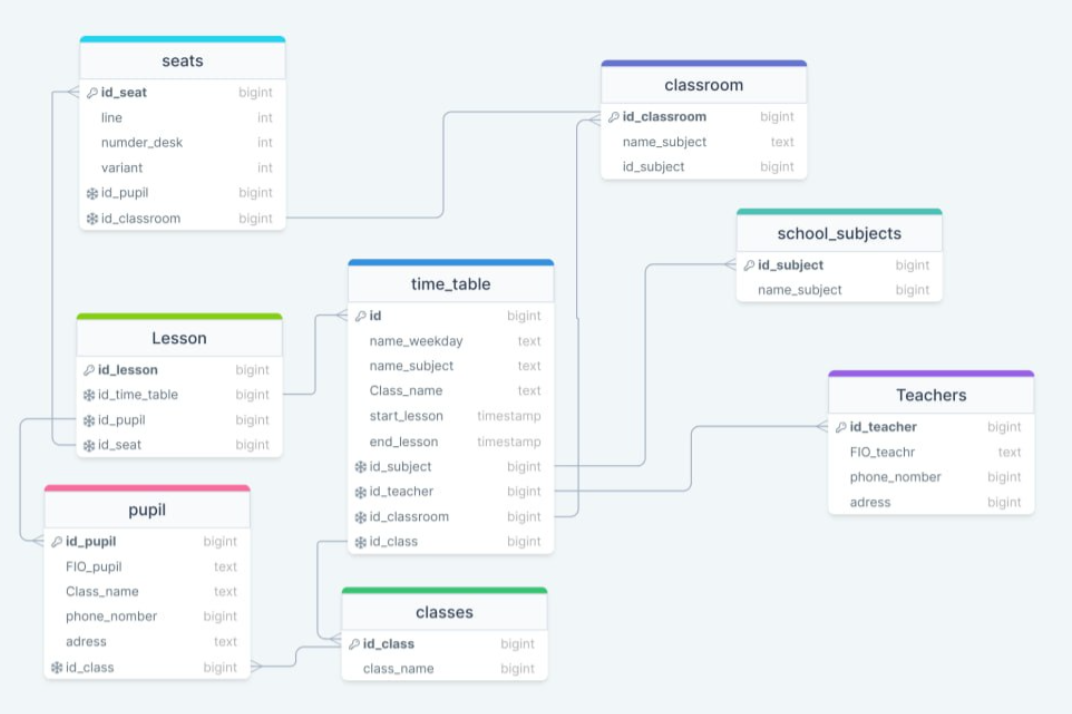 seats
id_seat bigint
line int
numder_desk int
variant int
id_pupil bigint
id_classroom bigint
classroom
id_classroom bigint
name_subject text
id_subject bigint
school_subjects
id_subject bigint
name_subject bigint
time_table
id bigint
name_weekday text
name_subject text
Class_name text
start_lesson timestamp
end_lesson timestamp
id_subject bigint
id_teacher bigint
id_classroom bigint
id_class bigint
Lesson
id_lesson bigint
id_time_table bigint
id_pupil bigint
id_seat bigint
Teachers
id_teacher bigint
FIO_teachr text
phone_nomber bigint
adress bigint
pupil
id_pupil bigint
FIO_pupil text
Class_name text
phone_nomber bigint
adress text
id_class bigint
classes
id_class bigint
class_name bigint